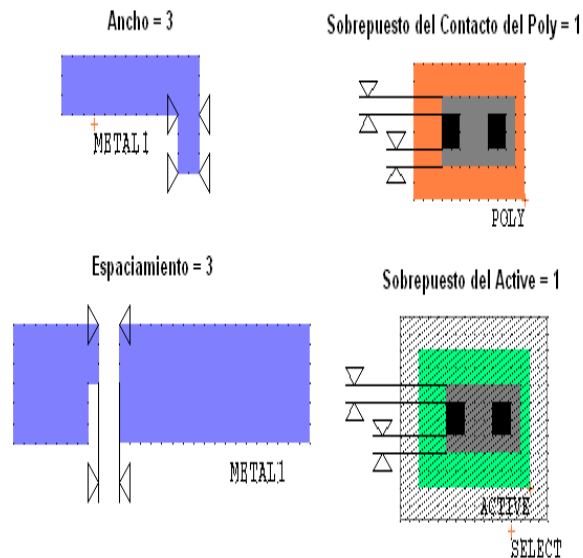 Ancho = 3
Sobrepuesto del Contacto del Poly = 1
METAL1
POLY
Espaciamiento = 3
Sobrepuesto del Active = 1
METAL1
ACTIVE
SELECT